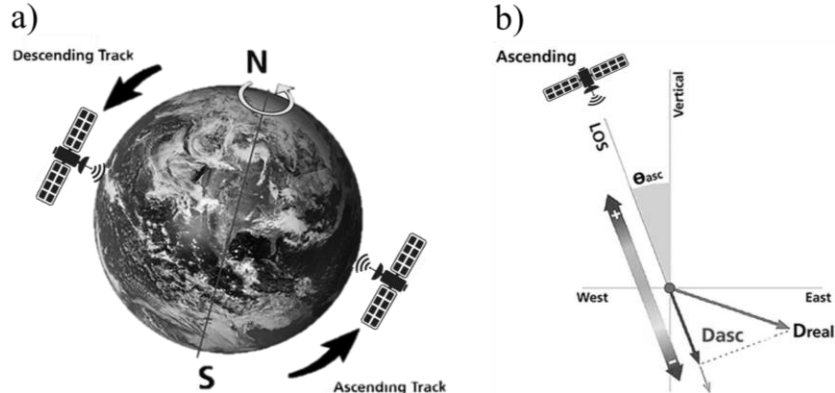 a)
Descending Track
N
S
Ascending Track
b)
Ascending
Vertical
LOS
Θasc
+
West
East
Dasc
Dreal
-